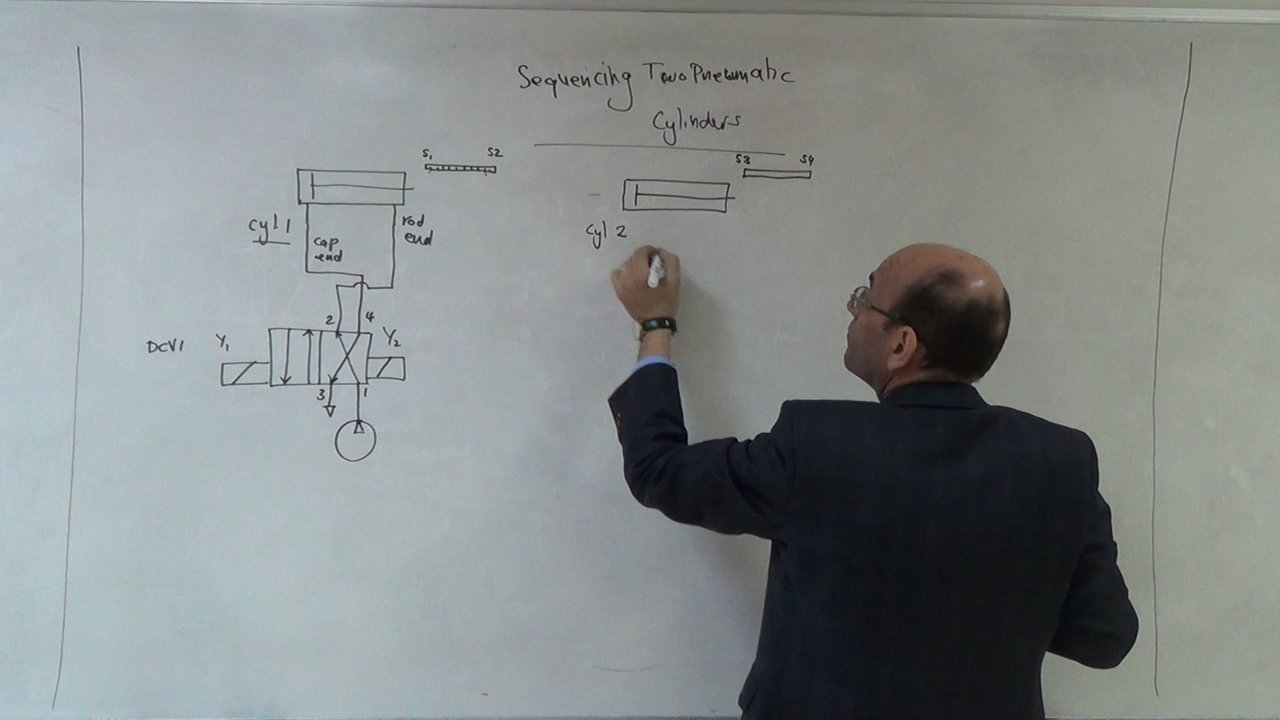 Sequencing Two Pneumatic
Cylinders
S1 S2
S3 S4
cyl 1
cap
end
rod
end
Cyl 2
2 4
DCV1 Y1 Y2
3 1